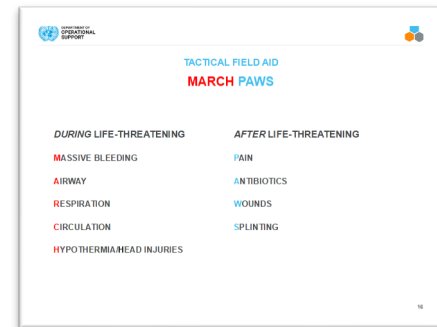 DEPARTMENT OF
OPERATIONAL
SUPPORT
TACTICAL FIELD AID
MARCH PAWS
DURING LIFE-THREATENING
MASSIVE BLEEDING
AIRWAY
RESPIRATION
CIRCULATION
HYPOTHERMIA/HEAD INJURIES
AFTER LIFE-THREATENING
PAIN
ANTIBIOTICS
WOUNDS
SPLINTING
16